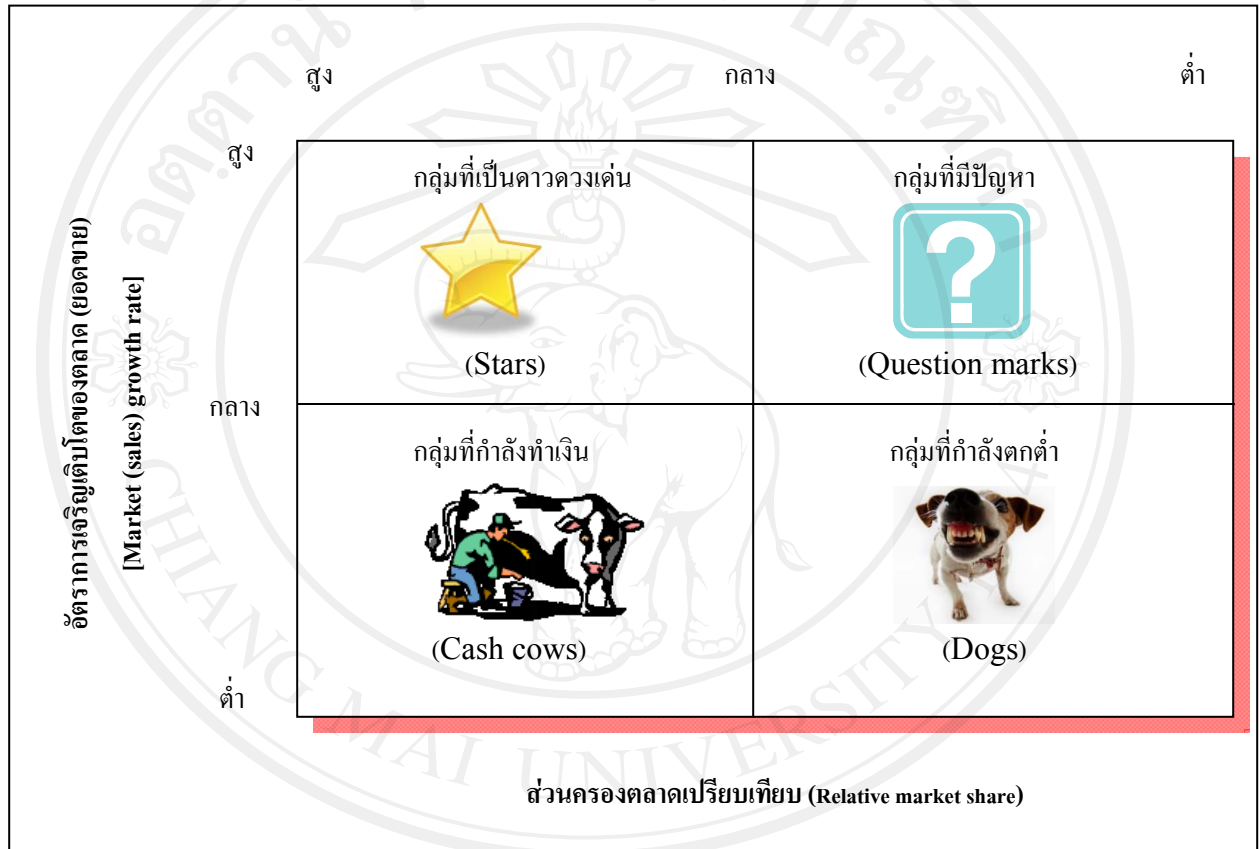 สูง กลาง ต่ำ
สูง
กลุ่มที่เป็นดาวดวงเด่น
(Stars)
กลุ่มที่มีปัญหา
?
(Question marks)
อัตราการเจริญเติบโตของตลาด (ยอดขาย)
[Market (sales) growth rate]
กลาง
กลุ่มที่กำลังทำเงิน
(Cash cows)
กลุ่มที่กำลังตกต่ำ
(Dogs)
ต่ำ
ส่วนครองตลาดเปรียบเทียบ (Relative market share)
CHIANG MAI UNIVERSITY